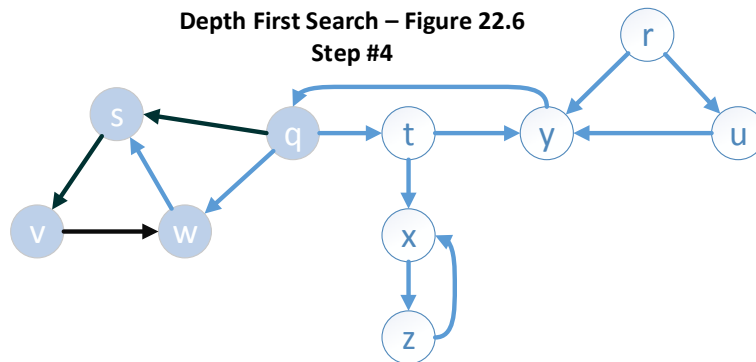 Depth First Search – Figure 22.6
Step #4
r
s
q
t
y
u
v
w
x
z